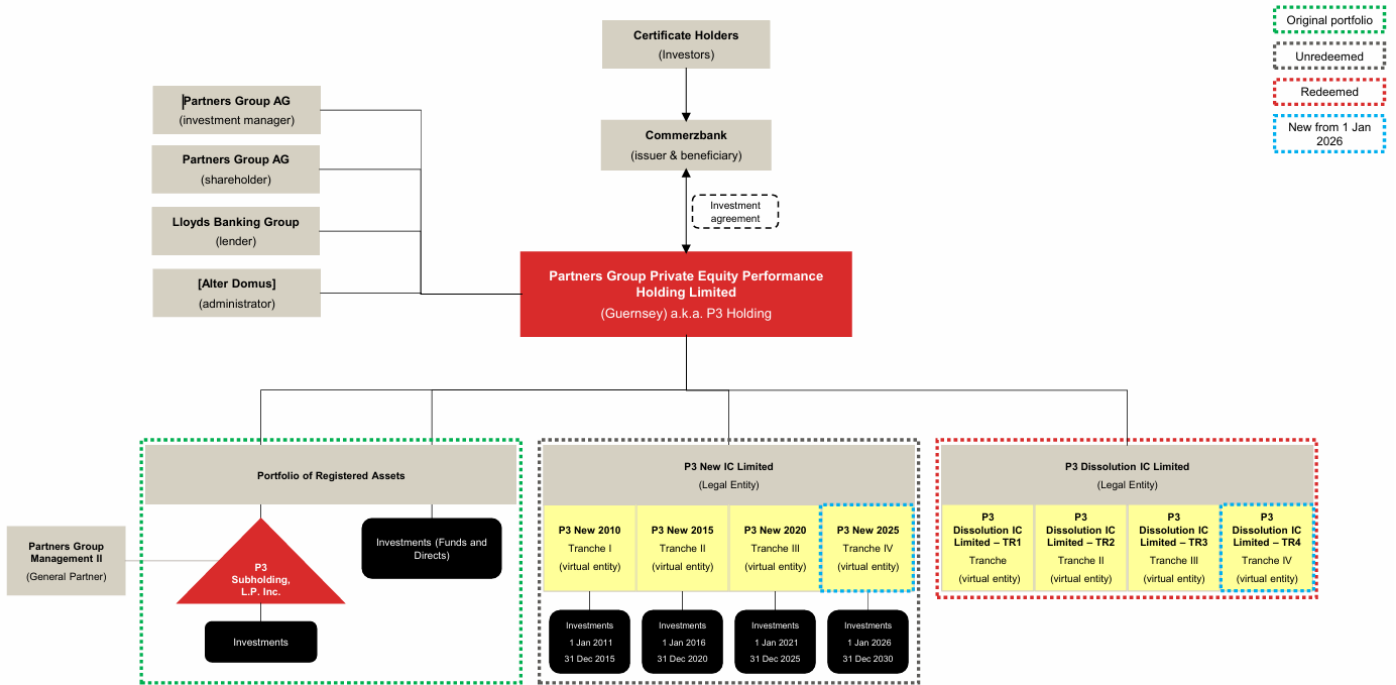 Original portfolio
Unredeemed
Redeemed
New from 1 Jan
2026
Certificate Holders
(Investors)
Partners Group AG
(investment manager)
Commerzbank
(issuer & beneficiary)
Partners Group AG
(shareholder)
Investment
agreement
Lloyds Banking Group
(lender)
[Alter Domus]
(administrator)
Partners Group Private Equity Performance
Holding Limited
(Guernsey) a.k.a. P3 Holding
Portfolio of Registered Assets
Partners Group
Management II
(General Partner)
P3
Subholding,
L.P. Inc.
Investments
Investments (Funds and
Directs)
P3 New IC Limited
(Legal Entity)
P3 New 2010
Tranche I
(virtual entity)
P3 New 2015
Tranche II
(virtual entity)
P3 New 2020
Tranche III
(virtual entity)
P3 New 2025
Tranche IV
(virtual entity)
Investments
1 Jan 2011
31 Dec 2015
Investments
1 Jan 2016
31 Dec 2020
Investments
1 Jan 2021
31 Dec 2025
Investments
1 Jan 2026
31 Dec 2030
P3 Dissolution IC Limited
(Legal Entity)
P3
Dissolution IC
Limited – TR1
Tranche
(virtual entity)
P3
Dissolution IC
Limited – TR2
Tranche II
(virtual entity)
P3
Dissolution IC
Limited – TR3
Tranche III
(virtual entity)
P3
Dissolution IC
Limited – TR4
Tranche IV
(virtual entity)